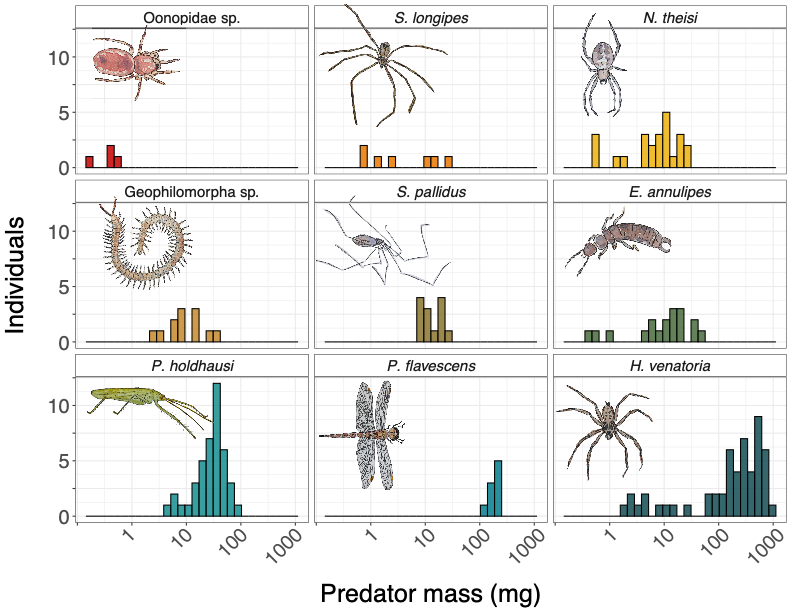 Oonopidae sp.
S. longipes
N. theisi
10
5
0
Geophilomorpha sp.
S. pallidus
E. annulipes
10
5
0
P. holdhausi
P. flavescens
H. venatoria
10
5
0
1 10 100 1000
1 10 100 1000
1 10 100 1000
Individuals
Predator mass (mg)